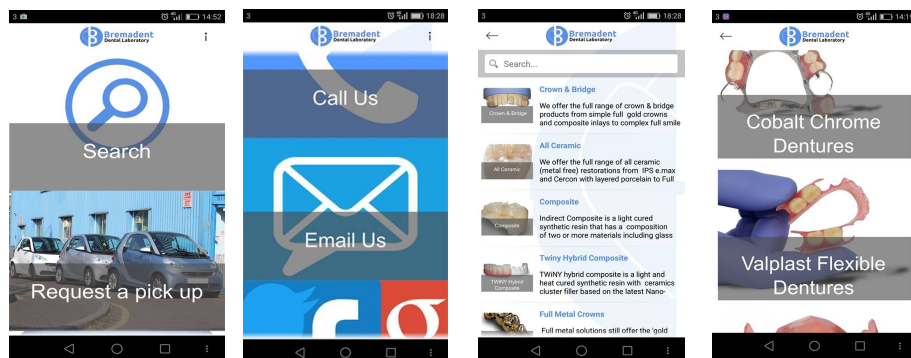 3
14:52
Bremadent
Dental Laboratory
Search
Request a pick up
3
18:28
Bremadent
Dental Laboratory
Call Us
Email Us
3
18:28
Bremadent
Dental Laboratory
Search...
Crown & Bridge
Crown & Bridge
We offer the full range of crown & bridge
products from simple full gold crowns
and composite inlays to complex full smile
All Ceramic
All Ceramic
We offer the full range of all ceramic
(metal free) restorations from IPS e.max
and Cercon with layered porcelain to Full
Composite
Composite
Indirect Composite is a light cured
synthetic resin that has a composition
of two or more materials including glass
Twiny Hybrid Composite
TWINY Hybrid
Composite
TWiNY hybrid composite is a light and
heat cured synthetic resin with ceramics
cluster filler based on the latest Nano-
Full Metal Crowns
Full metal solutions still offer the 'gold
3
Bremadent
Dental Laboratory
Cobalt Chrome
Dentures
Valplast Flexible
Dentures